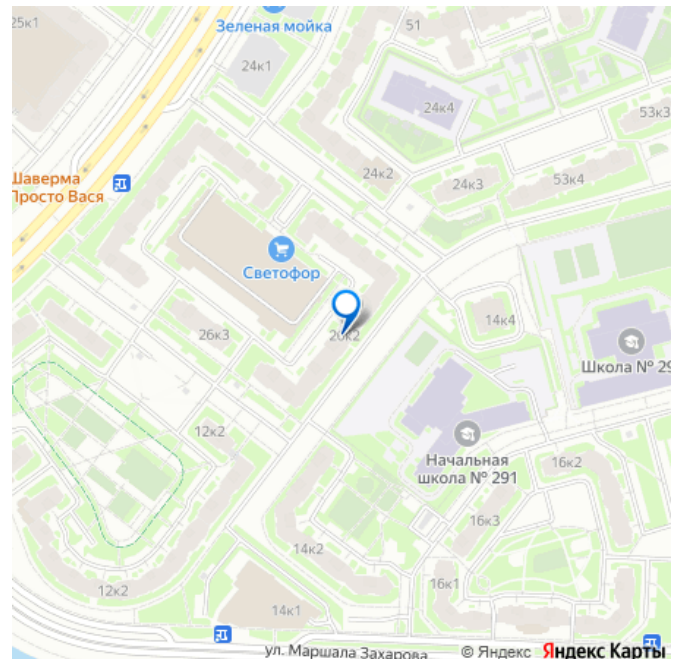 25к1
Зеленая мойка
51
24к1
24к4
53к3
24к2
24к3
53к4
Шаверма
Просто Вася
Светофор
26к3
20к2
14к4
Школа № 29
12к2
Начальная
школа № 291
16к2
16к3
14к2
12к2
16к1
14к1
ул. Маршала Захарова
© Яндекс Яндекс Карты